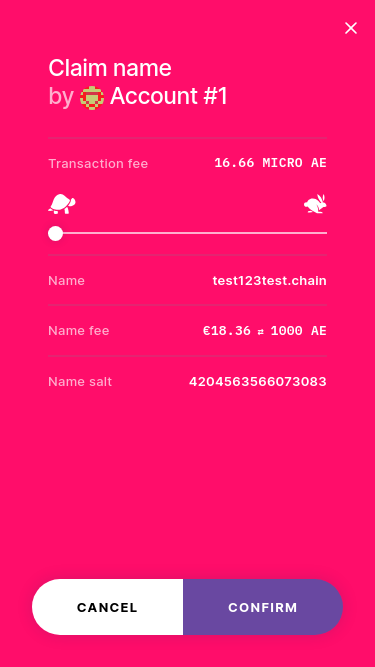 Claim name
by Account #1
Transaction fee 16.66 MICRO AE
Name test123test.chain
Name fee €18.36 ⇄ 1000 AE
Name salt 4204563566073083
CANCEL CONFIRM